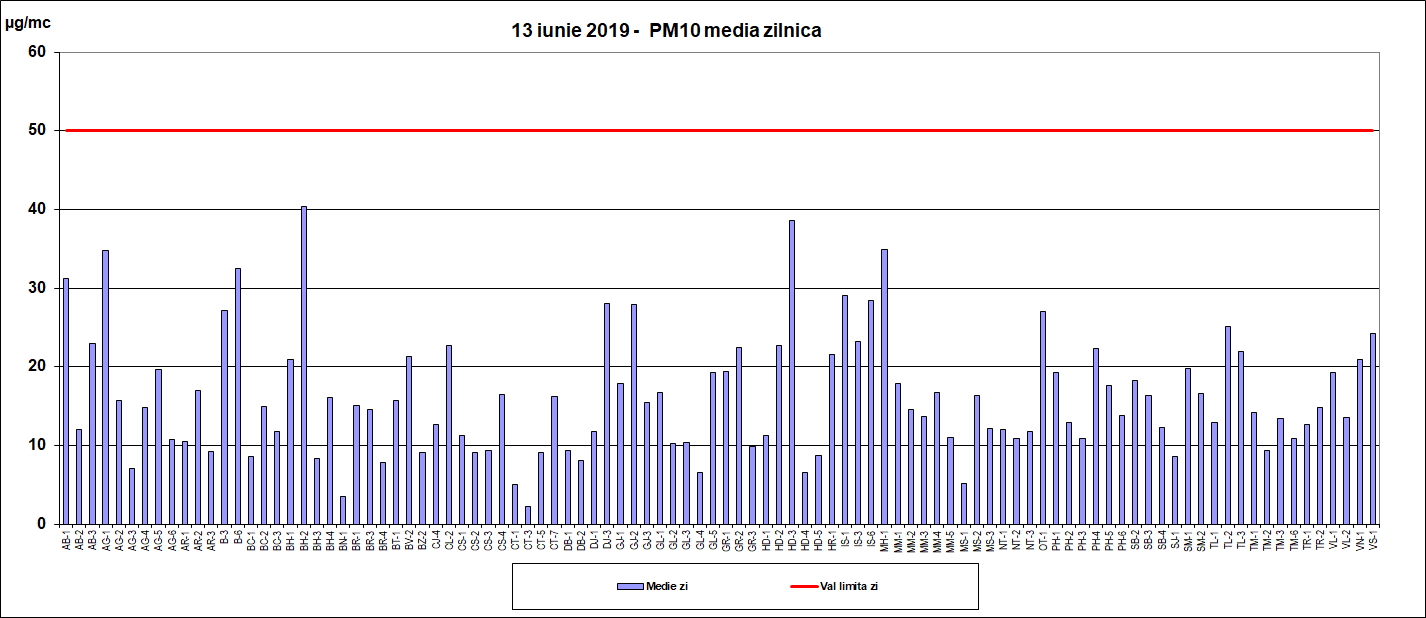 µg/mc
13 iunie 2019 - PM10 media zilnica
60
50
40
30
20
10
0
AB-1 AB-2 AB-3 AG-1 AG-2 AG-3 AG-4 AG-5 AG-6 AR-1 AR-2 AR-3 B-3 B-6 BC-1 BC-2 BC-3 BH-1 BH-2 BH-3 BH-4 BN-1 BR-1 BR-3 BR-4 BT-1 BV-2 BZ-2 CJ-4 CL-2 CS-1 CS-2 CS-3 CS-4 CT-1 CT-3 CT-5 CT-7 DB-1 DB-2 DJ-1 DJ-3 GJ-1 GJ-2 GJ-3 GL-1 GL-2 GL-3 GL-4 GL-5 GR-1 GR-2 GR-3 HD-1 HD-2 HD-3 HD-4 HD-5 HR-1 IS-1 IS-3 IS-6 MH-1 MM-1 MM-2 MM-3 MM-4 MM-5 MS-1 MS-2 MS-3 NT-1 NT-2 NT-3 OT-1 PH-1 PH-2 PH-3 PH-4 PH-5 PH-6 SB-2 SB-3 SB-4 SJ-1 SM-1 SM-2 TL-1 TL-2 TL-3 TM-1 TM-2 TM-3 TM-6 TR-1 TR-2 VL-1 VL-2 VN-1 VS-1
Medie zi Val limita zi